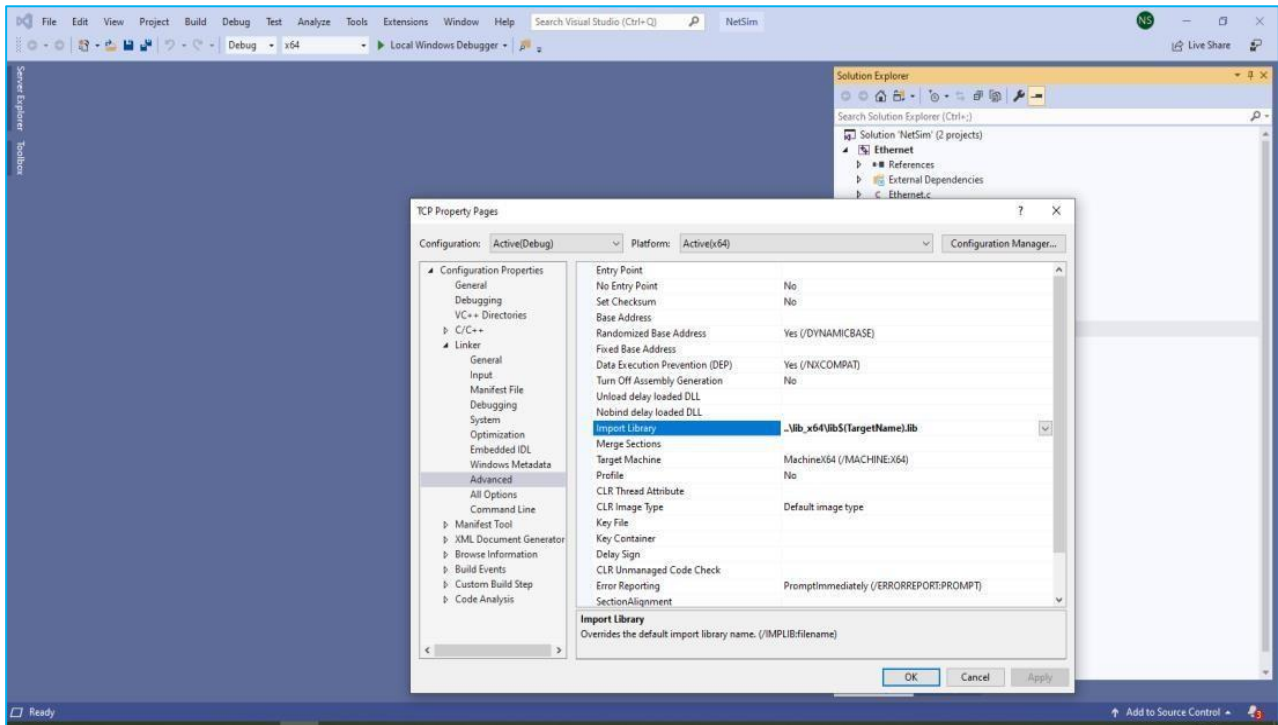 File Edit View Project Build Debug Test Analyze Tools Extensions Window Help Search Visual Studio (Ctrl+Q) NetSim NS
Debug x64 Local Windows Debugger Live Share
Server Explorer
Toolbox
Solution Explorer
Search Solution Explorer (Ctrl+;)
Solution 'NetSim' (2 projects)
Ethernet
References
External Dependencies
Ethernet.c
TCP Property Pages
Configuration: Active(Debug) Platform: Active(x64) Configuration Manager...
Configuration Properties
General
Debugging
VC++ Directories
C/C++
Linker
General
Input
Manifest File
Debugging
System
Optimization
Embedded IDL
Windows Metadata
Advanced
All Options
Command Line
Manifest Tool
XML Document Generator
Browse Information
Build Events
Custom Build Step
Code Analysis
Entry Point
No Entry Point No
Set Checksum No
Base Address
Randomized Base Address Yes (/DYNAMICBASE)
Fixed Base Address
Data Execution Prevention (DEP) Yes (/NXCOMPAT)
Turn Off Assembly Generation No
Unload delay loaded DLL
Nobind delay loaded DLL
Import Library ..\lib_x64\lib$(TargetName).lib
Merge Sections
Target Machine MachineX64 (/MACHINE:X64)
Profile No
CLR Thread Attribute
CLR Image Type Default image type
Key File
Key Container
Delay Sign
CLR Unmanaged Code Check
Error Reporting PromptImmediately (/ERRORREPORT:PROMPT)
SectionAlignment
Import Library
Overrides the default import library name. (/IMPLIB:filename)
OK Cancel Apply
Ready Add to Source Control 3